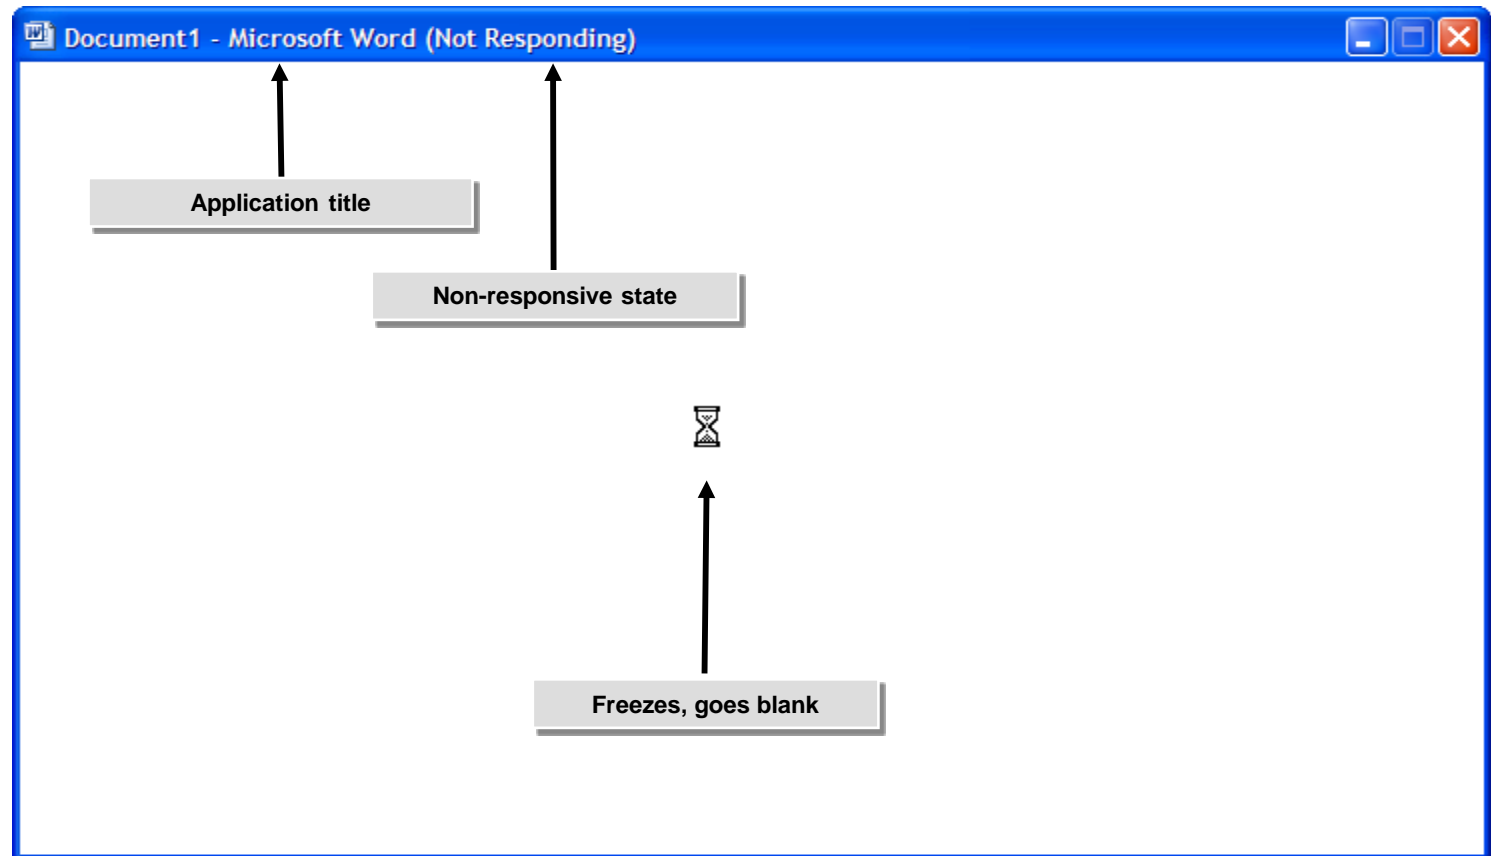 Document1 - Microsoft Word (Not Responding)
Application title
Non-responsive state
Freezes, goes blank